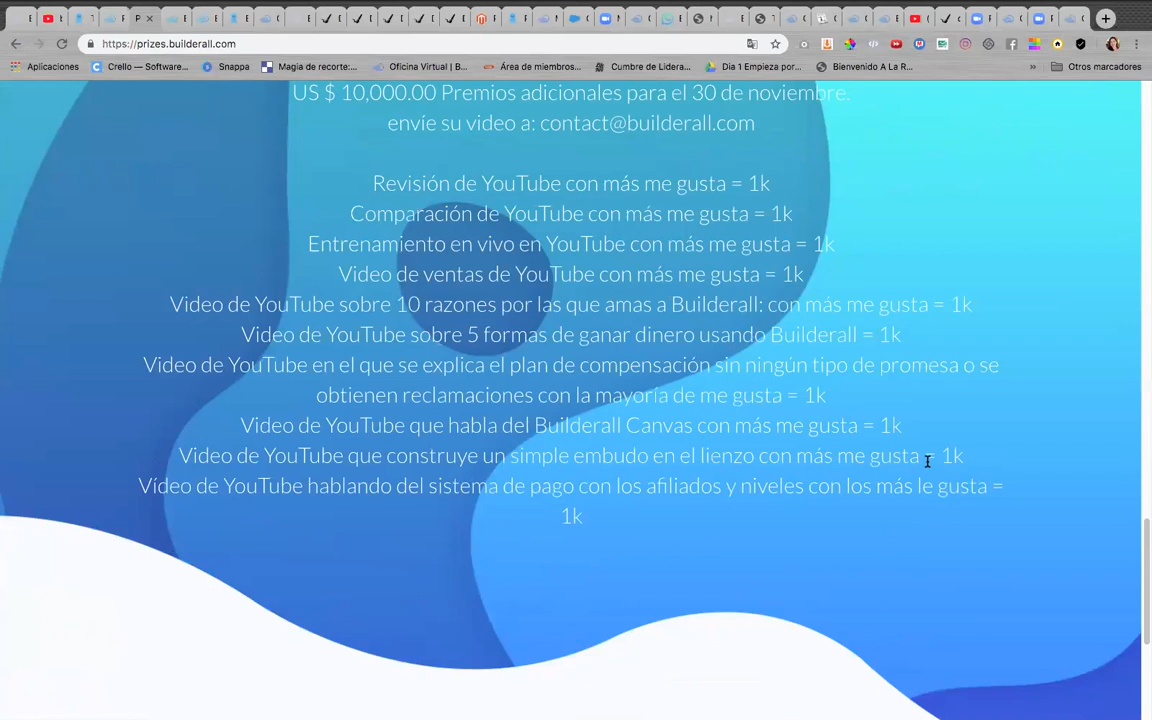 https://prizes.builderall.com
Aplicaciones
Crello — Software...
Snappa
Magia de recorte:...
Oficina Virtual | B...
Área de miembros...
Cumbre de Lidera...
Dia 1 Empieza por...
Bienvenido A La R...
»
Otros marcadores
US $ 10,000.00 Premios adicionales para el 30 de noviembre.
envíe su video a: contact@builderall.com
Revisión de YouTube con más me gusta = 1k
Comparación de YouTube con más me gusta = 1k
Entrenamiento en vivo en YouTube con más me gusta = 1k
Video de ventas de YouTube con más me gusta = 1k
Video de YouTube sobre 10 razones por las que amas a Builderall: con más me gusta = 1k
Video de YouTube sobre 5 formas de ganar dinero usando Builderall = 1k
Video de YouTube en el que se explica el plan de compensación sin ningún tipo de promesa o se
obtienen reclamaciones con la mayoría de me gusta = 1k
Video de YouTube que habla del Builderall Canvas con más me gusta = 1k
Video de YouTube que construye un simple embudo en el lienzo con más me gusta = 1k
Vídeo de YouTube hablando del sistema de pago con los afiliados y niveles con los más le gusta =
1k